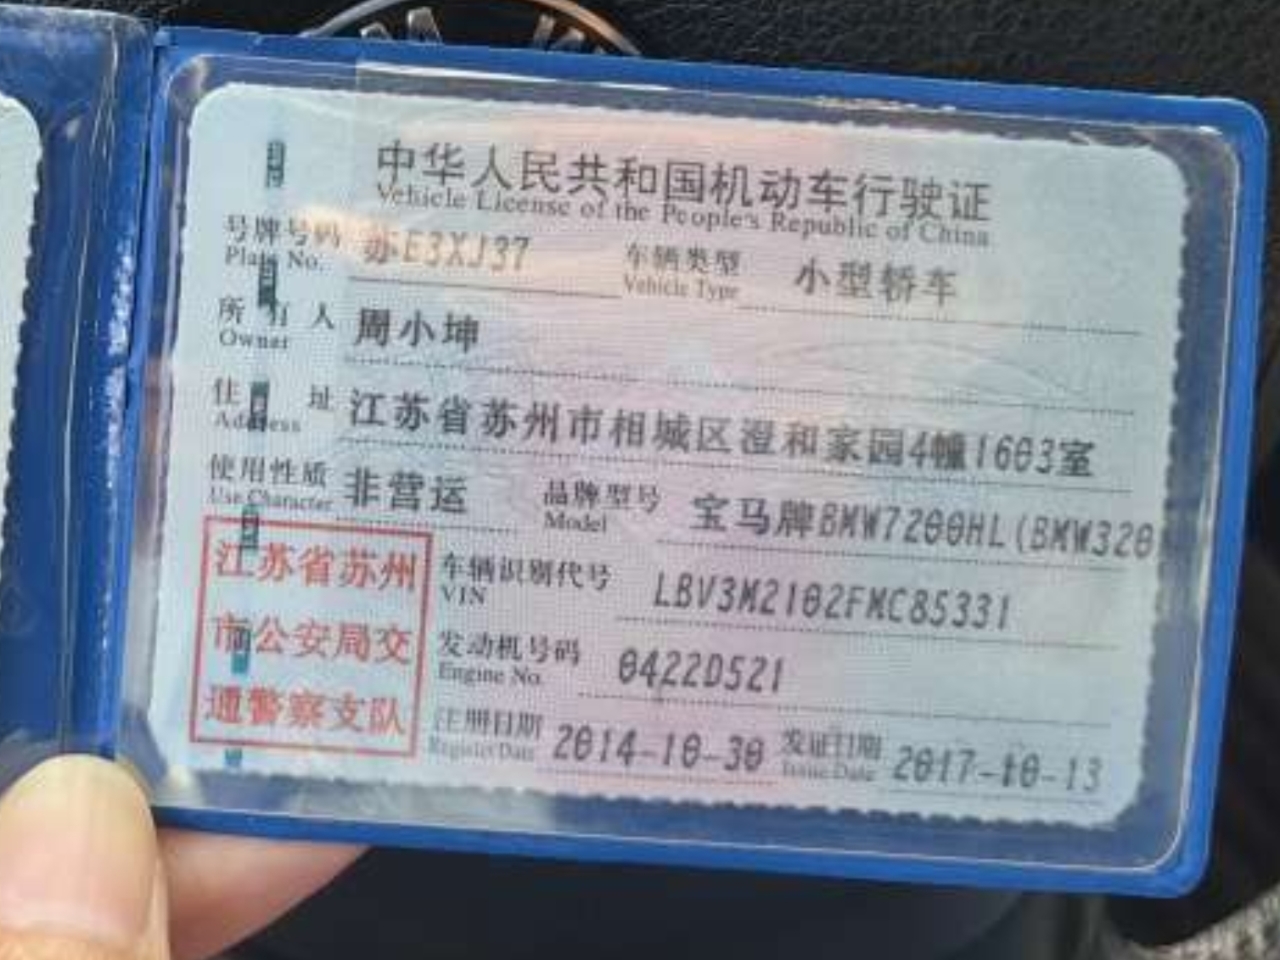 中华人民共和国机动车行驶证
Vehicle License of the People's Republic of China
号牌号码 苏E3XJ37 车辆类型 小型轿车
Plate No. Vehicle Type
所有人 周小坤
Owner
住址 江苏省苏州市相城区澄和家园4幢1603室
Address
使用性质 非营运 品牌型号 宝马牌BMW7200HL(BMW320
Use Character Model
江苏省苏州
市公安局交
通警察支队
车辆识别代号 LBV3M2102FMC85331
VIN
发动机号码 0422D521
Engine No.
注册日期 2014-10-30 发证日期 2017-10-13
Register Date Issue Date